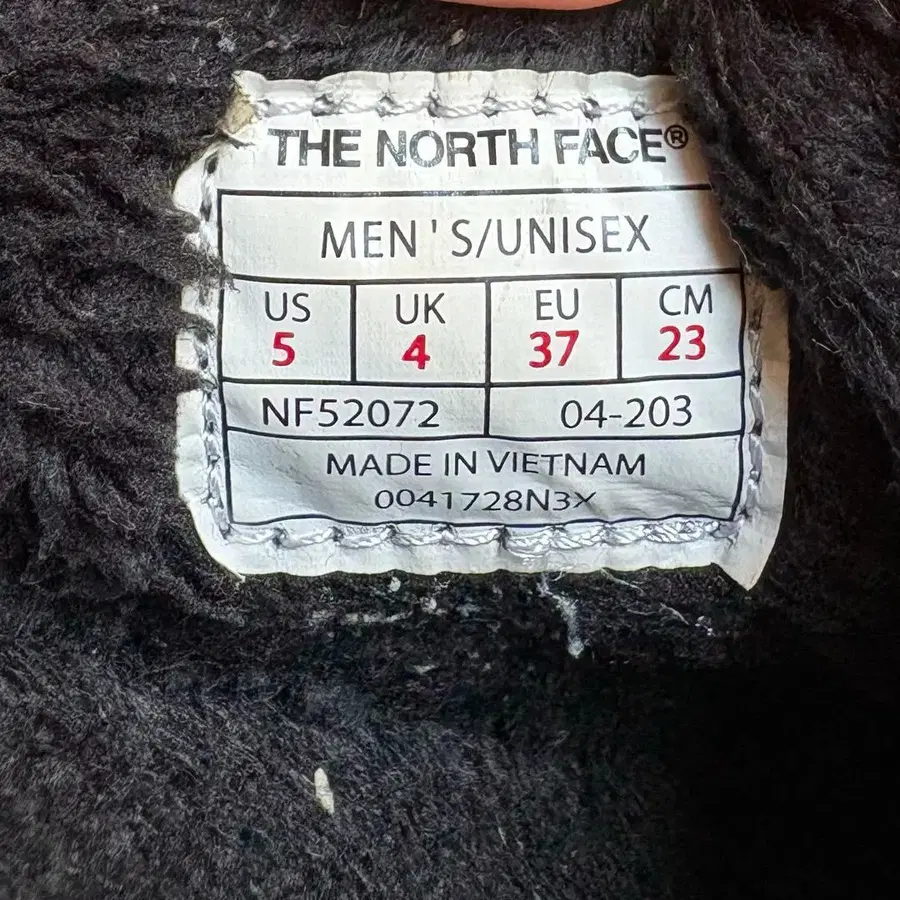 THE NORTH FACE®
MEN'S/UNISEX
US UK EU CM
5 4 37 23
NF52072 04-203
MADE IN VIETNAM
0041728N3X